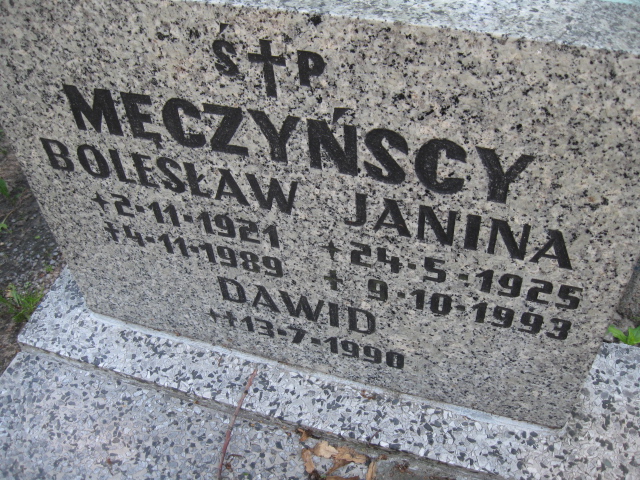 Ś † P
MĘCZYŃSCY
BOLESŁAW JANINA
*2·11·1921 *24·5·1925
+4·11·1989 +9·10·1993
DAWID
*+13·7·1990